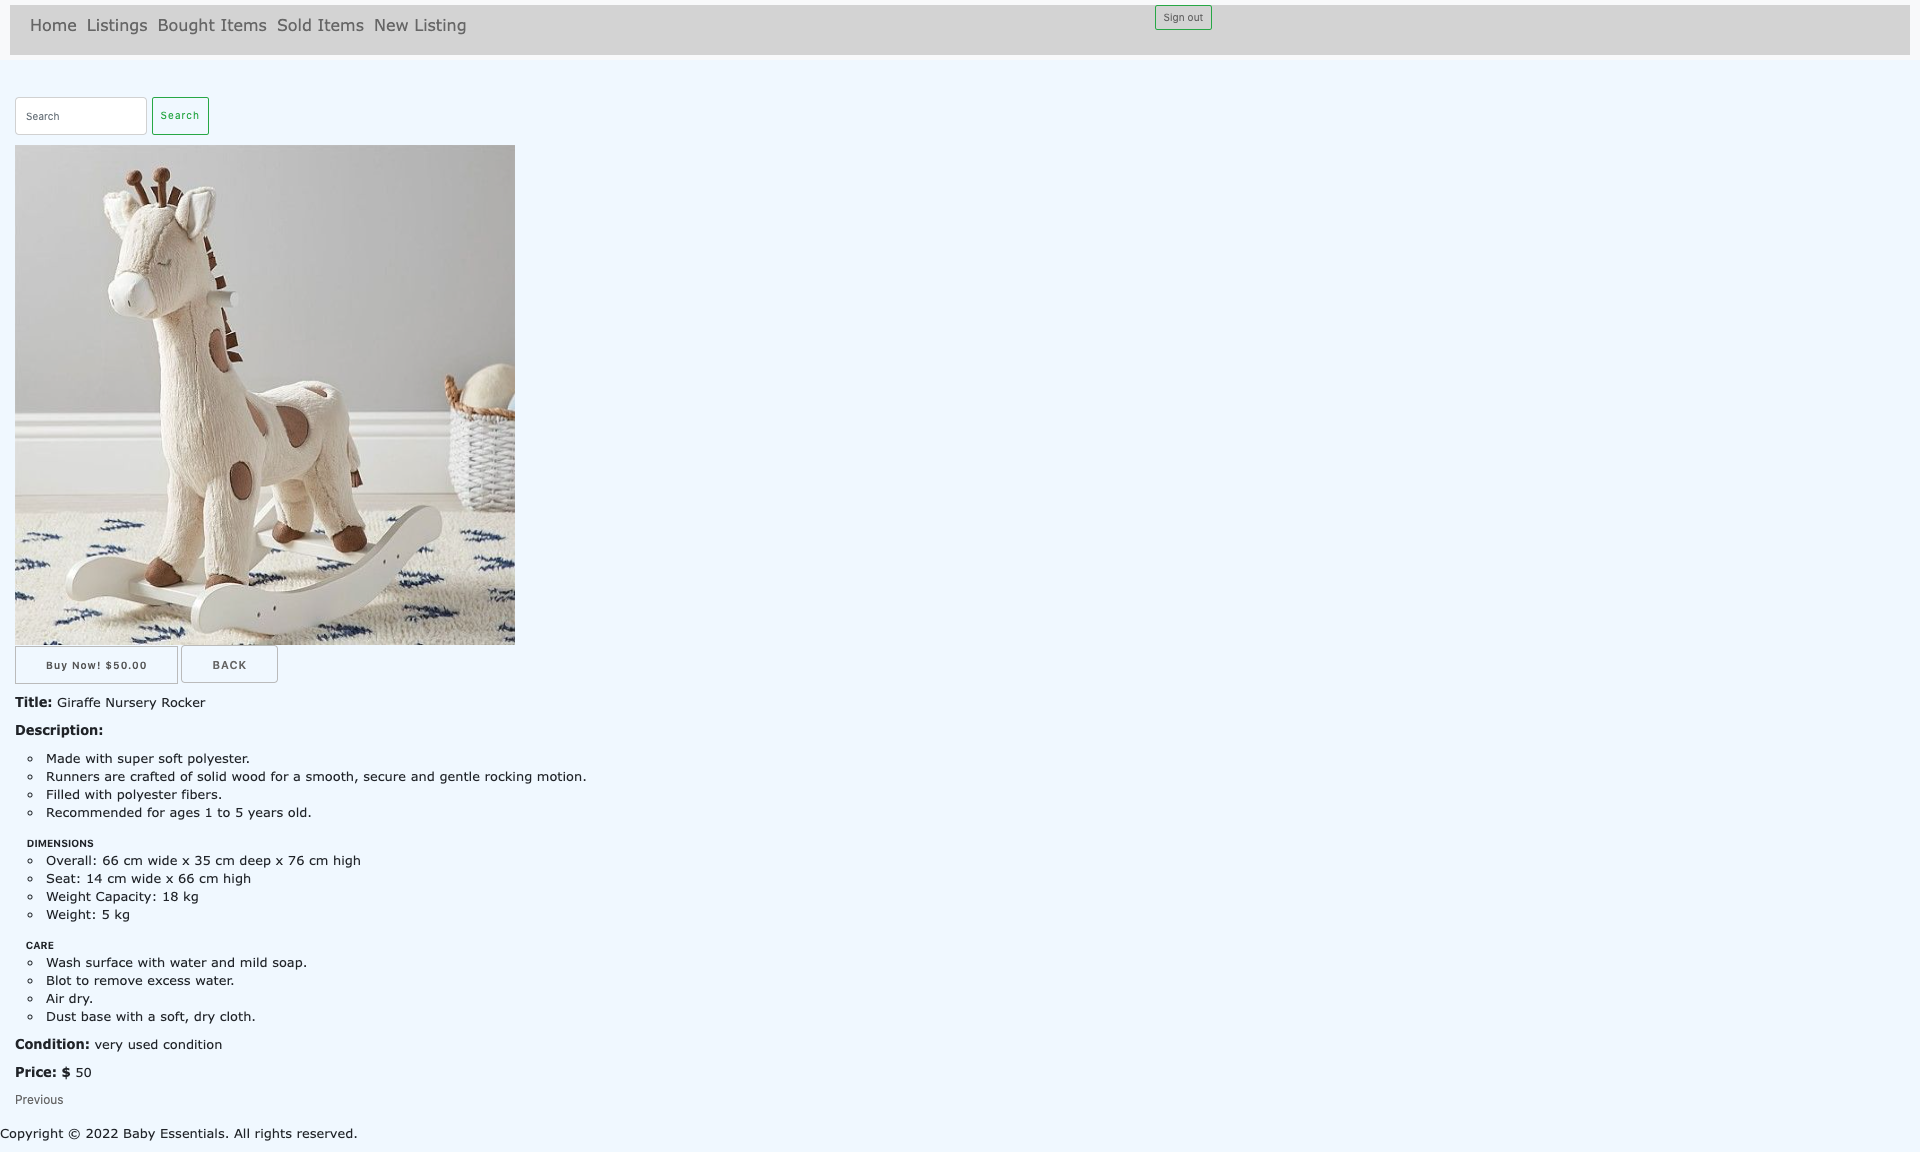 Home Listings Bought Items Sold Items New Listing Sign out
Search Search
Buy Now! $50.00 BACK
Title: Giraffe Nursery Rocker
Description:
Made with super soft polyester.
Runners are crafted of solid wood for a smooth, secure and gentle rocking motion.
Filled with polyester fibers.
Recommended for ages 1 to 5 years old.
DIMENSIONS
Overall: 66 cm wide x 35 cm deep x 76 cm high
Seat: 14 cm wide x 66 cm high
Weight Capacity: 18 kg
Weight: 5 kg
CARE
Wash surface with water and mild soap.
Blot to remove excess water.
Air dry.
Dust base with a soft, dry cloth.
Condition: very used condition
Price: $ 50
Previous
Copyright © 2022 Baby Essentials. All rights reserved.